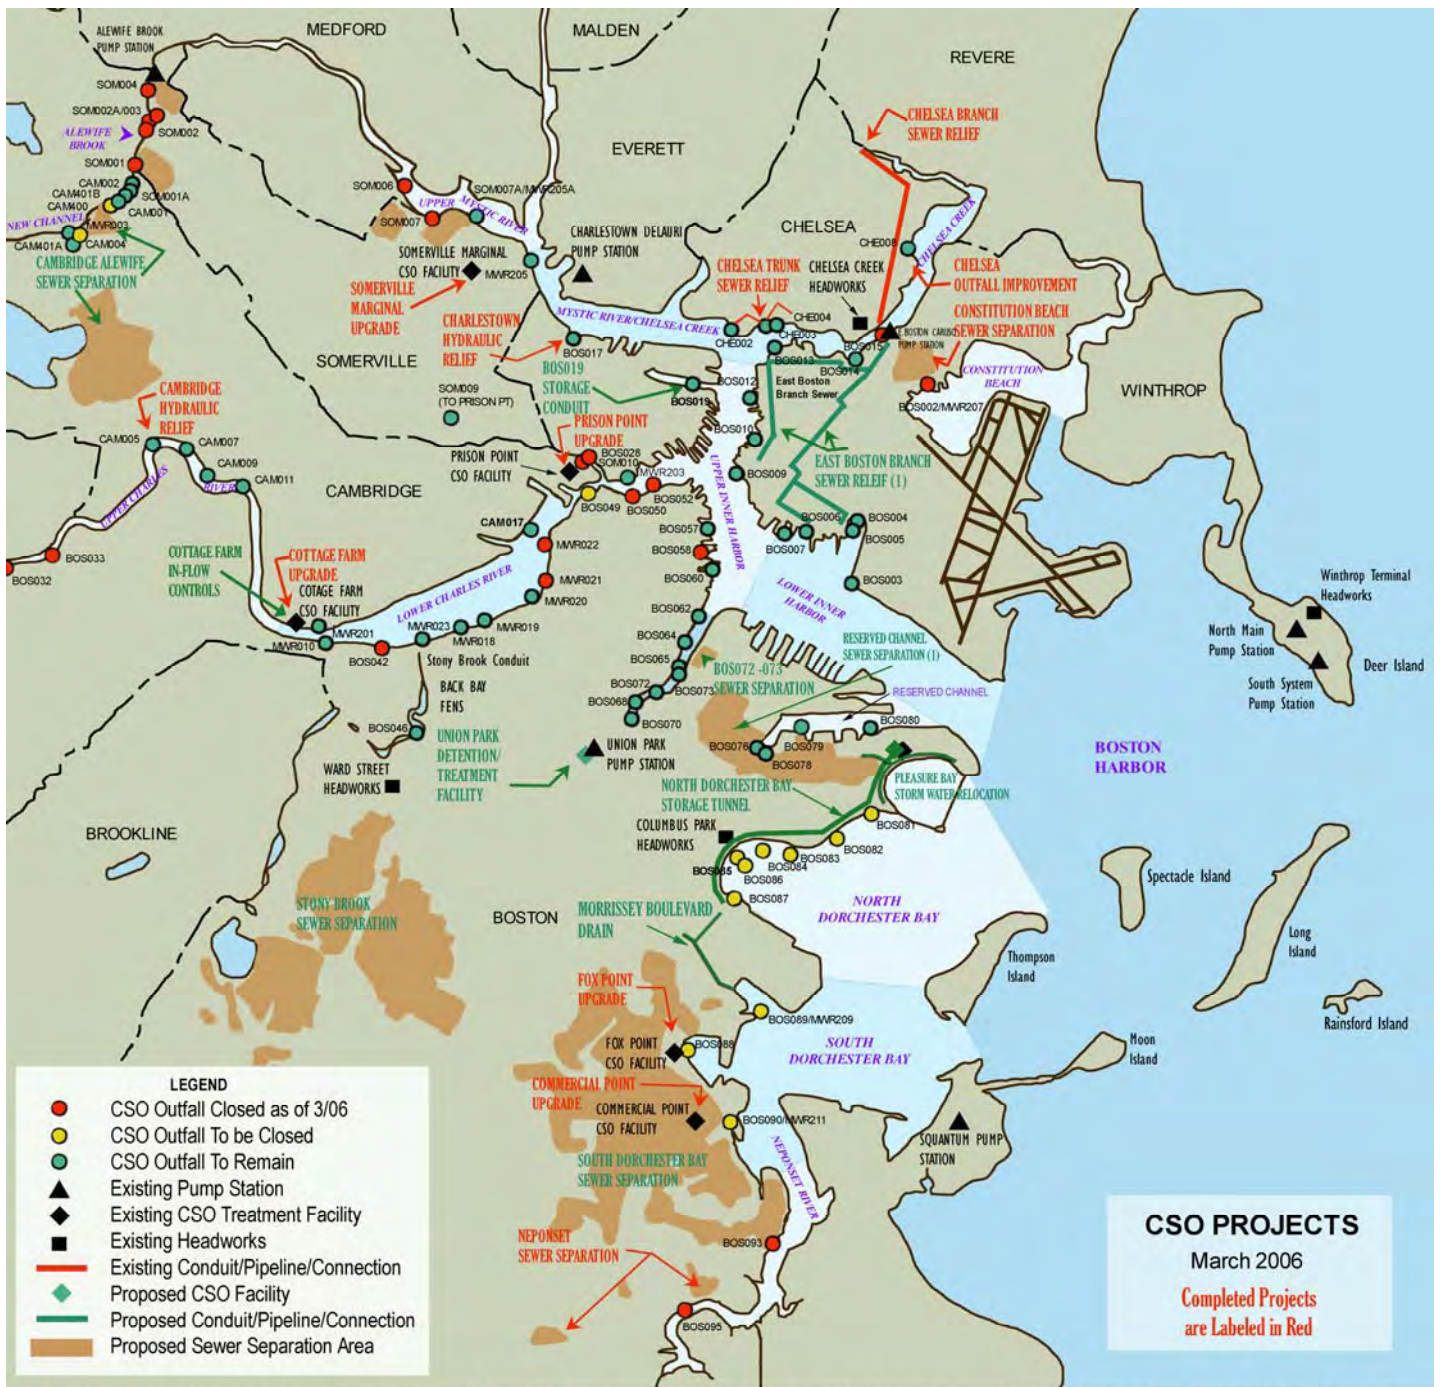 ALEWIFE BROOK
PUMP STATION
MEDFORD
MALDEN
REVERE
SOM004
SOM002A/003
SOM002
ALEWIFE
BROOK
SOM001
CAM002
CAM401B
CAM400
SOM001A
CAM001
NEW CHANNEL
MWR003
CAM401A
CAM004
CAMBRIDGE ALEWIFE
SEWER SEPARATION
EVERETT
SOM006
SOM007A/MWR205A
UPPER
MYSTIC RIVER
SOM007
SOMERVILLE MARGINAL
CSO FACILITY
MWR205
CHARLESTOWN DELAURI
PUMP STATION
SOMERVILLE
MARGINAL
UPGRADE
CHELSEA BRANCH
SEWER RELIEF
CHELSEA
CHE008
CHELSEA CREEK
CHELSEA TRUNK
SEWER RELIEF
CHELSEA CREEK
HEADWORKS
CHELSEA
OUTFALL IMPROVEMENT
CONSTITUTION BEACH
SEWER SEPARATION
CHARLESTOWN
HYDRAULIC
RELIEF
MYSTIC RIVER/CHELSEA CREEK
CHE004
CHE003
CHE002
BOSTON CARUSO
PUMP STATION
BOS015
BOS014
BOS013
BOS017
SOMERVILLE
BOS019
STORAGE
CONDUIT
BOS019
BOS012
East Boston
Branch Sewer
CONSTITUTION
BEACH
WINTHROP
BOS002/MWR207
SOM009
(TO PRISON PT)
CAMBRIDGE
HYDRAULIC
RELIEF
CAM005
CAM007
CAM009
CAM011
UPPER CHARLES
RIVER
CAMBRIDGE
PRISON POINT
UPGRADE
PRISON POINT
CSO FACILITY
BOS028
SOM010
MWR203
BOS052
BOS050
BOS049
BOS010
BOS009
UPPER INNER HARBOR
EAST BOSTON BRANCH
SEWER RELEIF (1)
BOS033
BOS032
CAM017
MWR022
MWR021
MWR020
MWR019
MWR018
MWR023
BOS057
BOS058
BOS060
BOS006
BOS007
BOS004
BOS005
BOS003
COTTAGE FARM
IN-FLOW
CONTROLS
COTTAGE FARM
UPGRADE
COTAGE FARM
CSO FACILITY
LOWER CHARLES RIVER
MWR201
MWR010
BOS042
Stony Brook Conduit
LOWER INNER
HARBOR
BOS062
BOS064
BOS065
BOS072
BOS073
BOS068
BOS070
BOS072 -073
SEWER SEPARATION
RESERVED CHANNEL
SEWER SEPARATION (1)
RESERVED CHANNEL
Winthrop Terminal
Headworks
North Main
Pump Station
Deer Island
South System
Pump Station
BACK BAY
FENS
BOS046
UNION PARK
DETENTION/
TREATMENT
FACILITY
UNION PARK
PUMP STATION
WARD STREET
HEADWORKS
BOS080
BOS079
BOS076
BOS078
BOSTON
HARBOR
NORTH DORCHESTER BAY
STORAGE TUNNEL
PLEASURE BAY
STORM WATER RELOCATION
COLUMBUS PARK
HEADWORKS
BROOKLINE
BOS081
BOS082
BOS083
BOS084
BOS085
BOS086
BOS087
STONY BROOK
SEWER SEPARATION
BOSTON
MORRISSEY BOULEVARD
DRAIN
NORTH
DORCHESTER BAY
Spectacle Island
Long
Island
Thompson
Island
Rainsford Island
Moon
Island
FOX POINT
UPGRADE
FOX POINT
CSO FACILITY
BOS088
BOS089/MWR209
SOUTH
DORCHESTER BAY
COMMERCIAL POINT
UPGRADE
COMMERCIAL POINT
CSO FACILITY
BOS090/MWR211
SOUTH DORCHESTER BAY
SEWER SEPARATION
SQUANTUM PUMP
STATION
NEPONSET RIVER
NEPONSET
SEWER SEPARATION
BOS093
BOS095
LEGEND
CSO Outfall Closed as of 3/06
CSO Outfall To be Closed
CSO Outfall To Remain
Existing Pump Station
Existing CSO Treatment Facility
Existing Headworks
Existing Conduit/Pipeline/Connection
Proposed CSO Facility
Proposed Conduit/Pipeline/Connection
Proposed Sewer Separation Area
CSO PROJECTS
March 2006
Completed Projects
are Labeled in Red